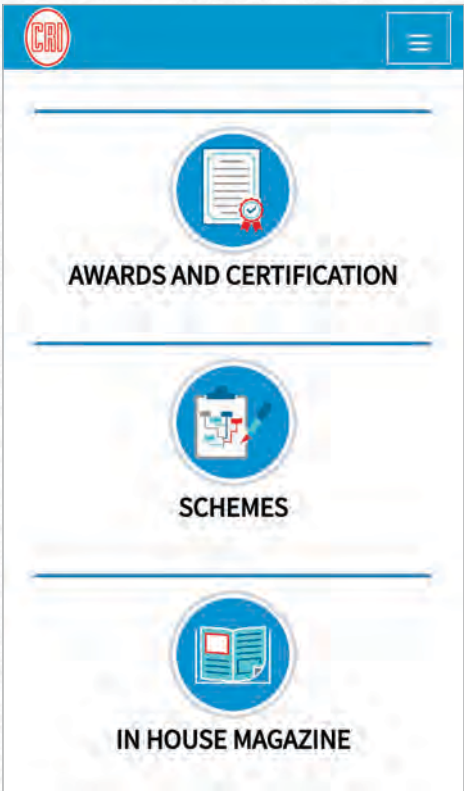 CRI
AWARDS AND CERTIFICATION
SCHEMES
IN HOUSE MAGAZINE